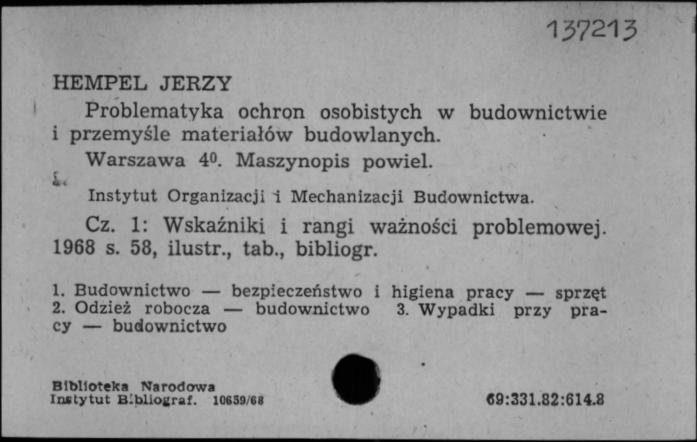 137213
HEMPEL JERZY
Problematyka ochron osobistych w budownictwie
i przemyśle materiałów budowlanych.
Warszawa 4⁰. Maszynopis powiel.
Instytut Organizacji i Mechanizacji Budownictwa.
Cz. 1: Wskaźniki i rangi ważności problemowej.
1968 s. 58, ilustr., tab., bibliogr.
1. Budownictwo — bezpieczeństwo i higiena pracy — sprzęt
2. Odzież robocza — budownictwo 3. Wypadki przy pra-
cy — budownictwo
Biblioteka Narodowa
Instytut Bibliograf. 10659/68
69:331.82:614.8